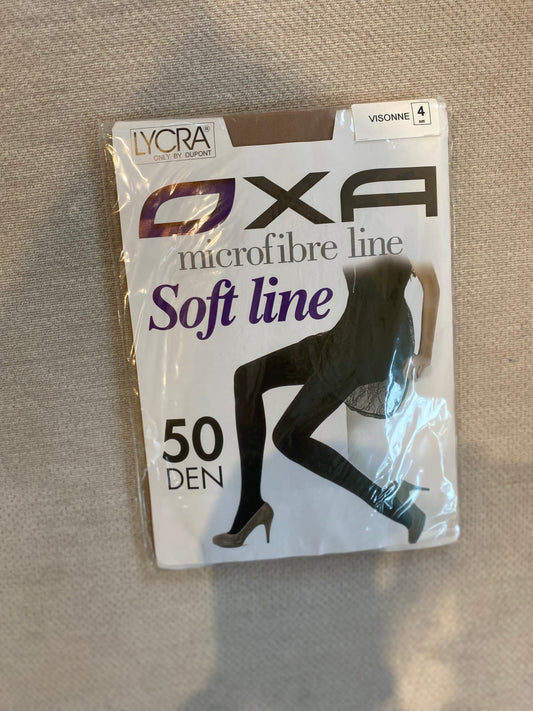 LYCRA®
ONLY BY DUPONT
VISONNE 4
OXA
microfibre line
Soft line
50
DEN